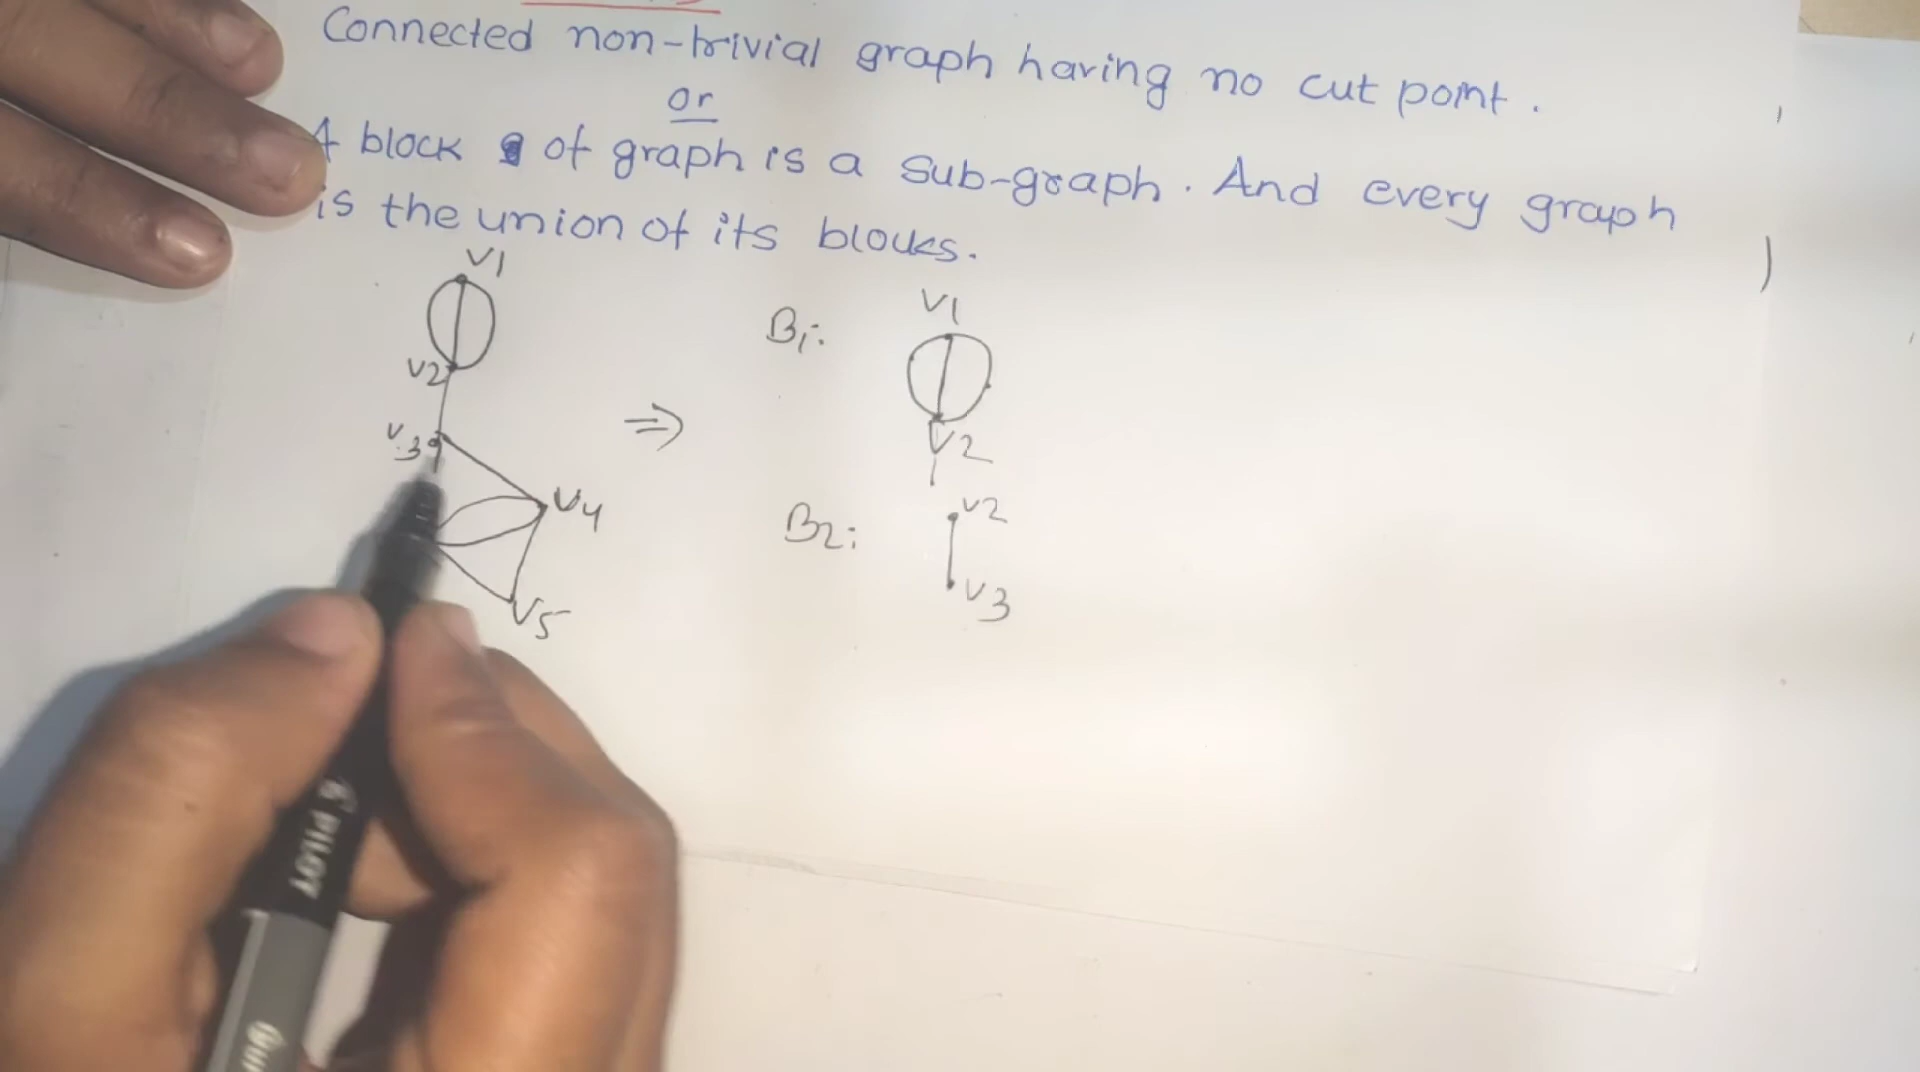 Connected non-trivial graph having no cut point.
or
A block of graph is a Sub-graph. And every graph
is the union of its blocks.
V1
V2
V3
V4
V5
⇒
B1:
V1
V2
B2:
V2
V3
PILOT